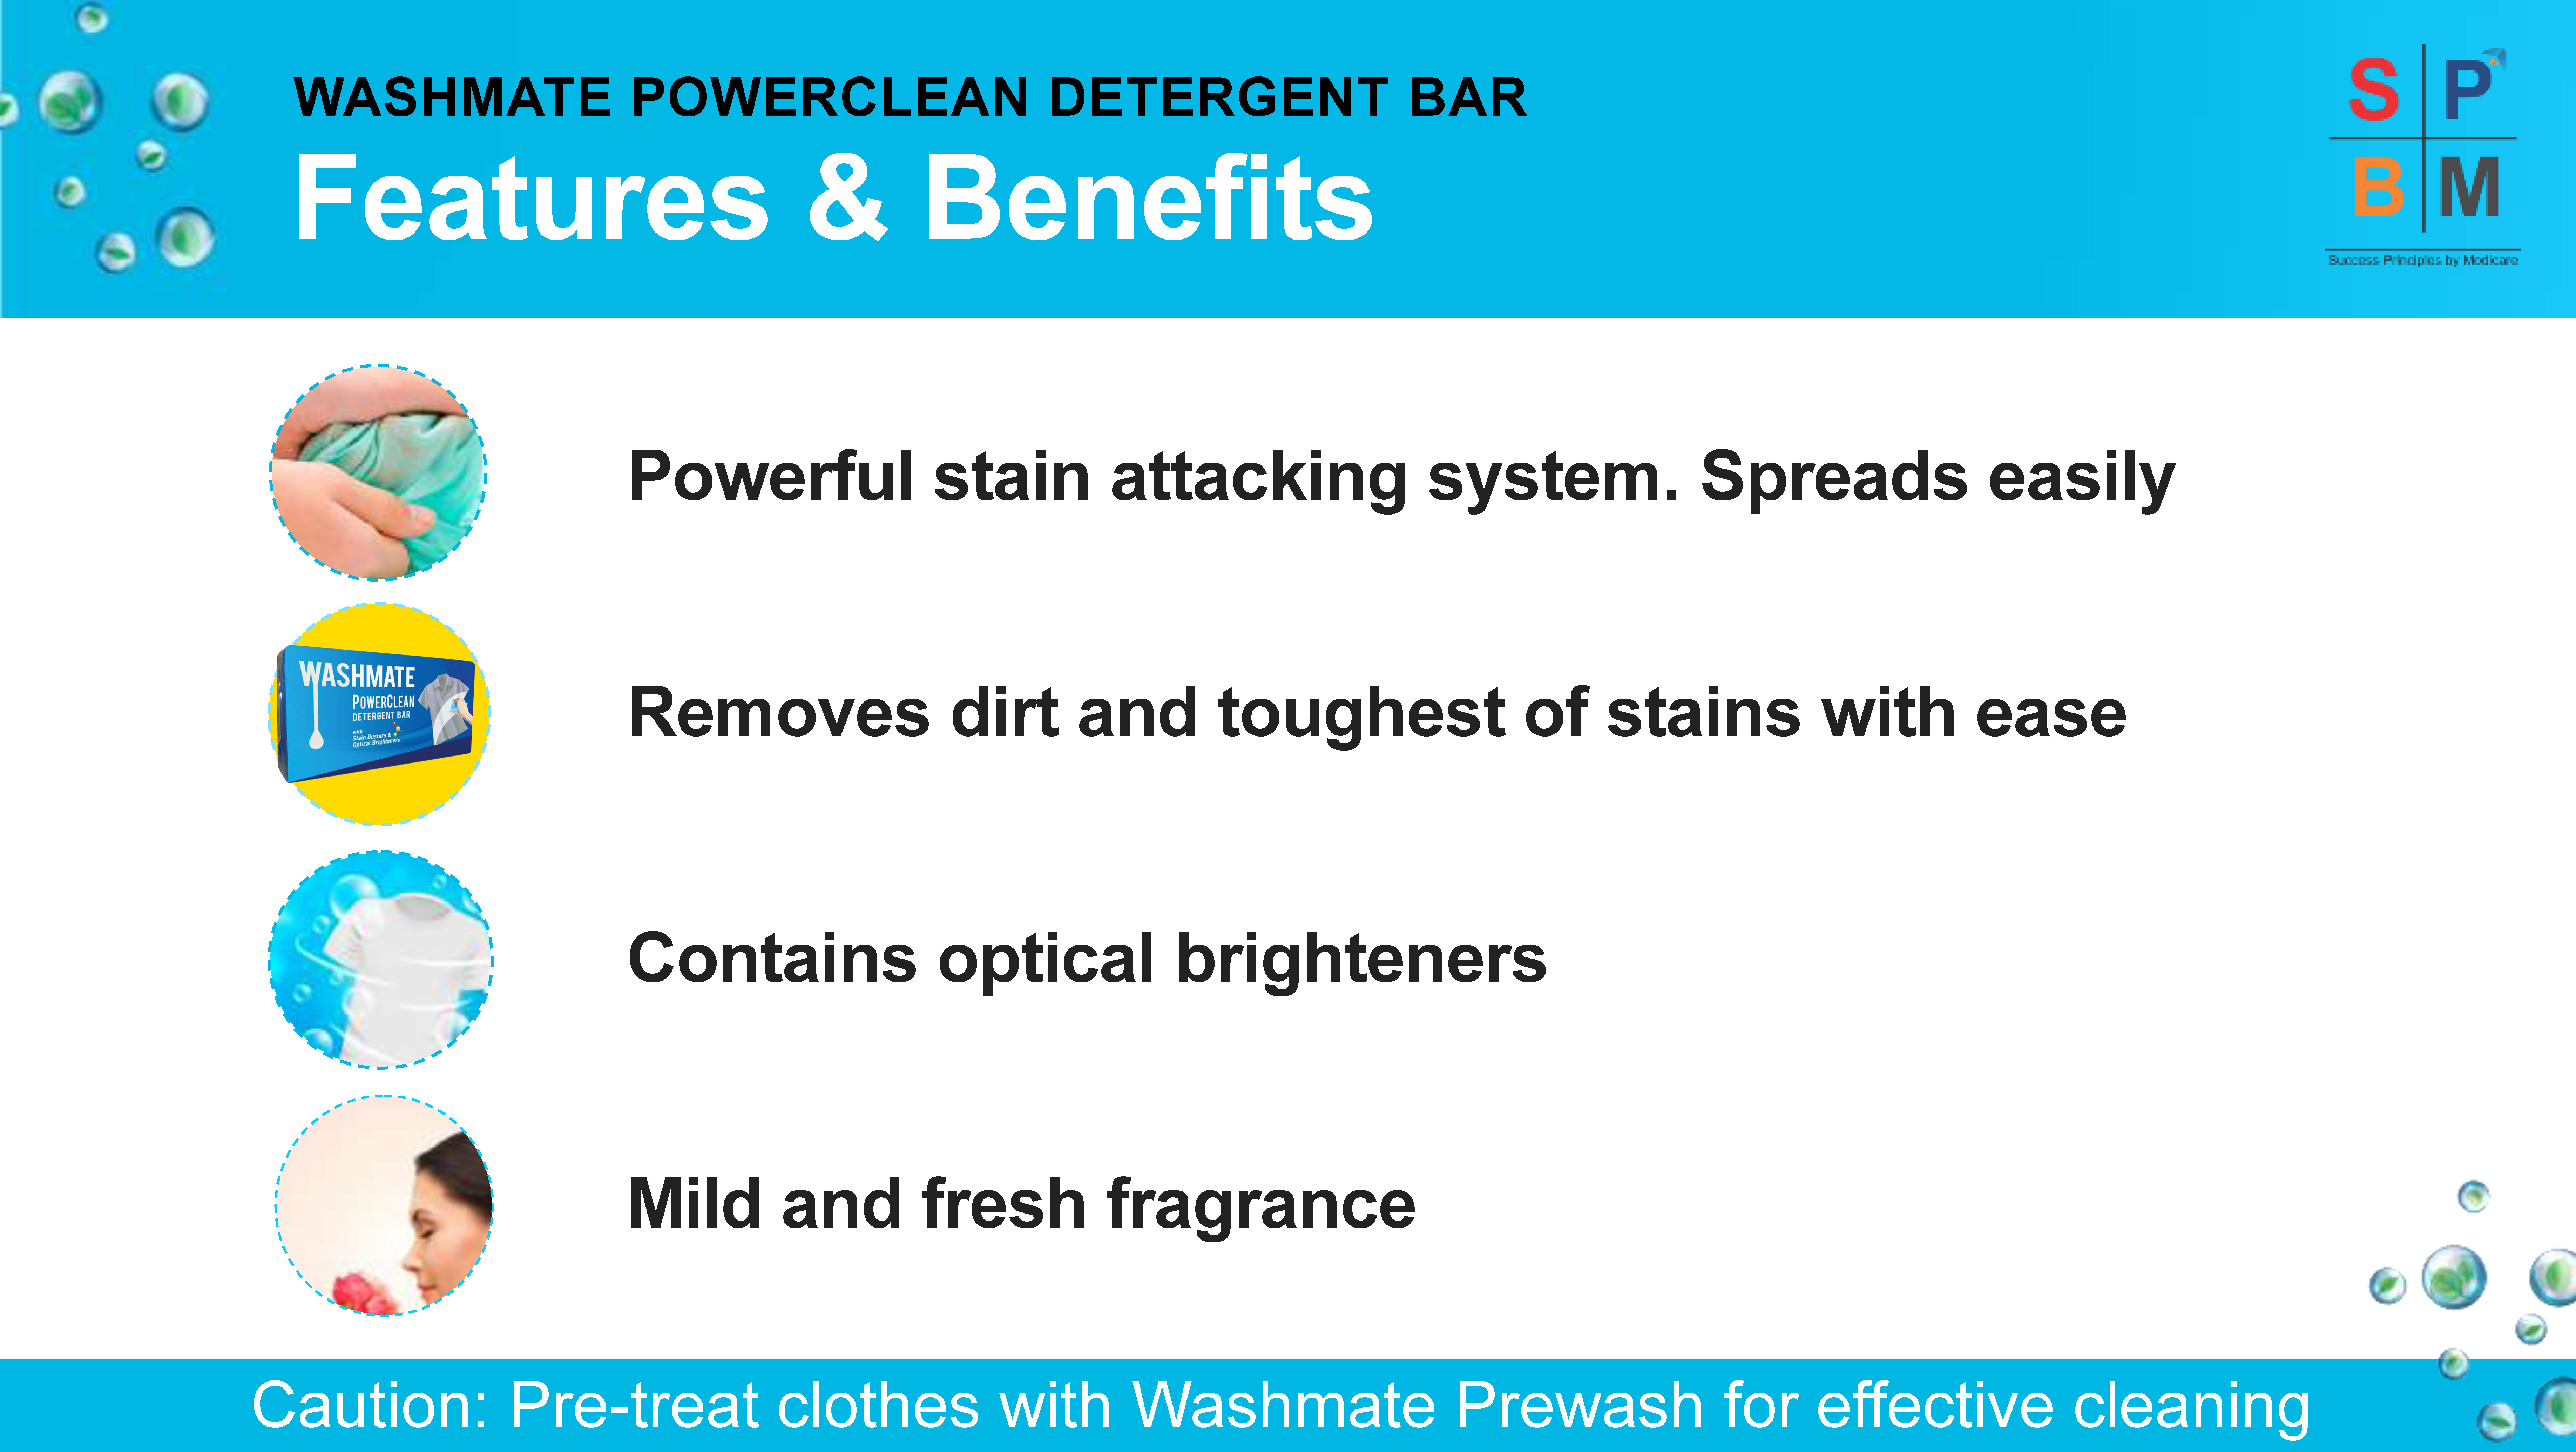 WASHMATE POWERCLEAN DETERGENT BAR
Features & Benefits
S P
B M
Success Principles by Modicare
Powerful stain attacking system. Spreads easily
WASHMATE
POWERCLEAN
DETERGENT BAR
with
Stain Busters &
Optical Brighteners
Removes dirt and toughest of stains with ease
Contains optical brighteners
Mild and fresh fragrance
Caution: Pre-treat clothes with Washmate Prewash for effective cleaning